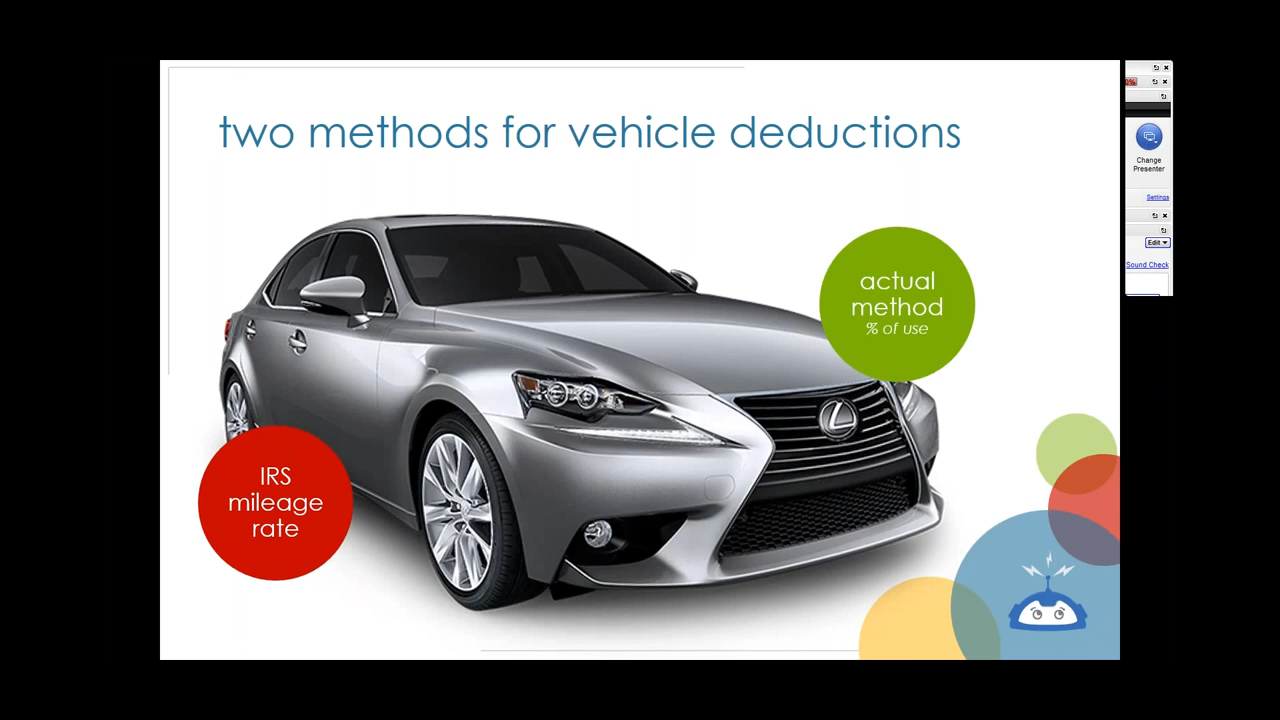 two methods for vehicle deductions
actual
method
% of use
IRS
mileage
rate
Change
Presenter
Settings
Edit
Sound Check